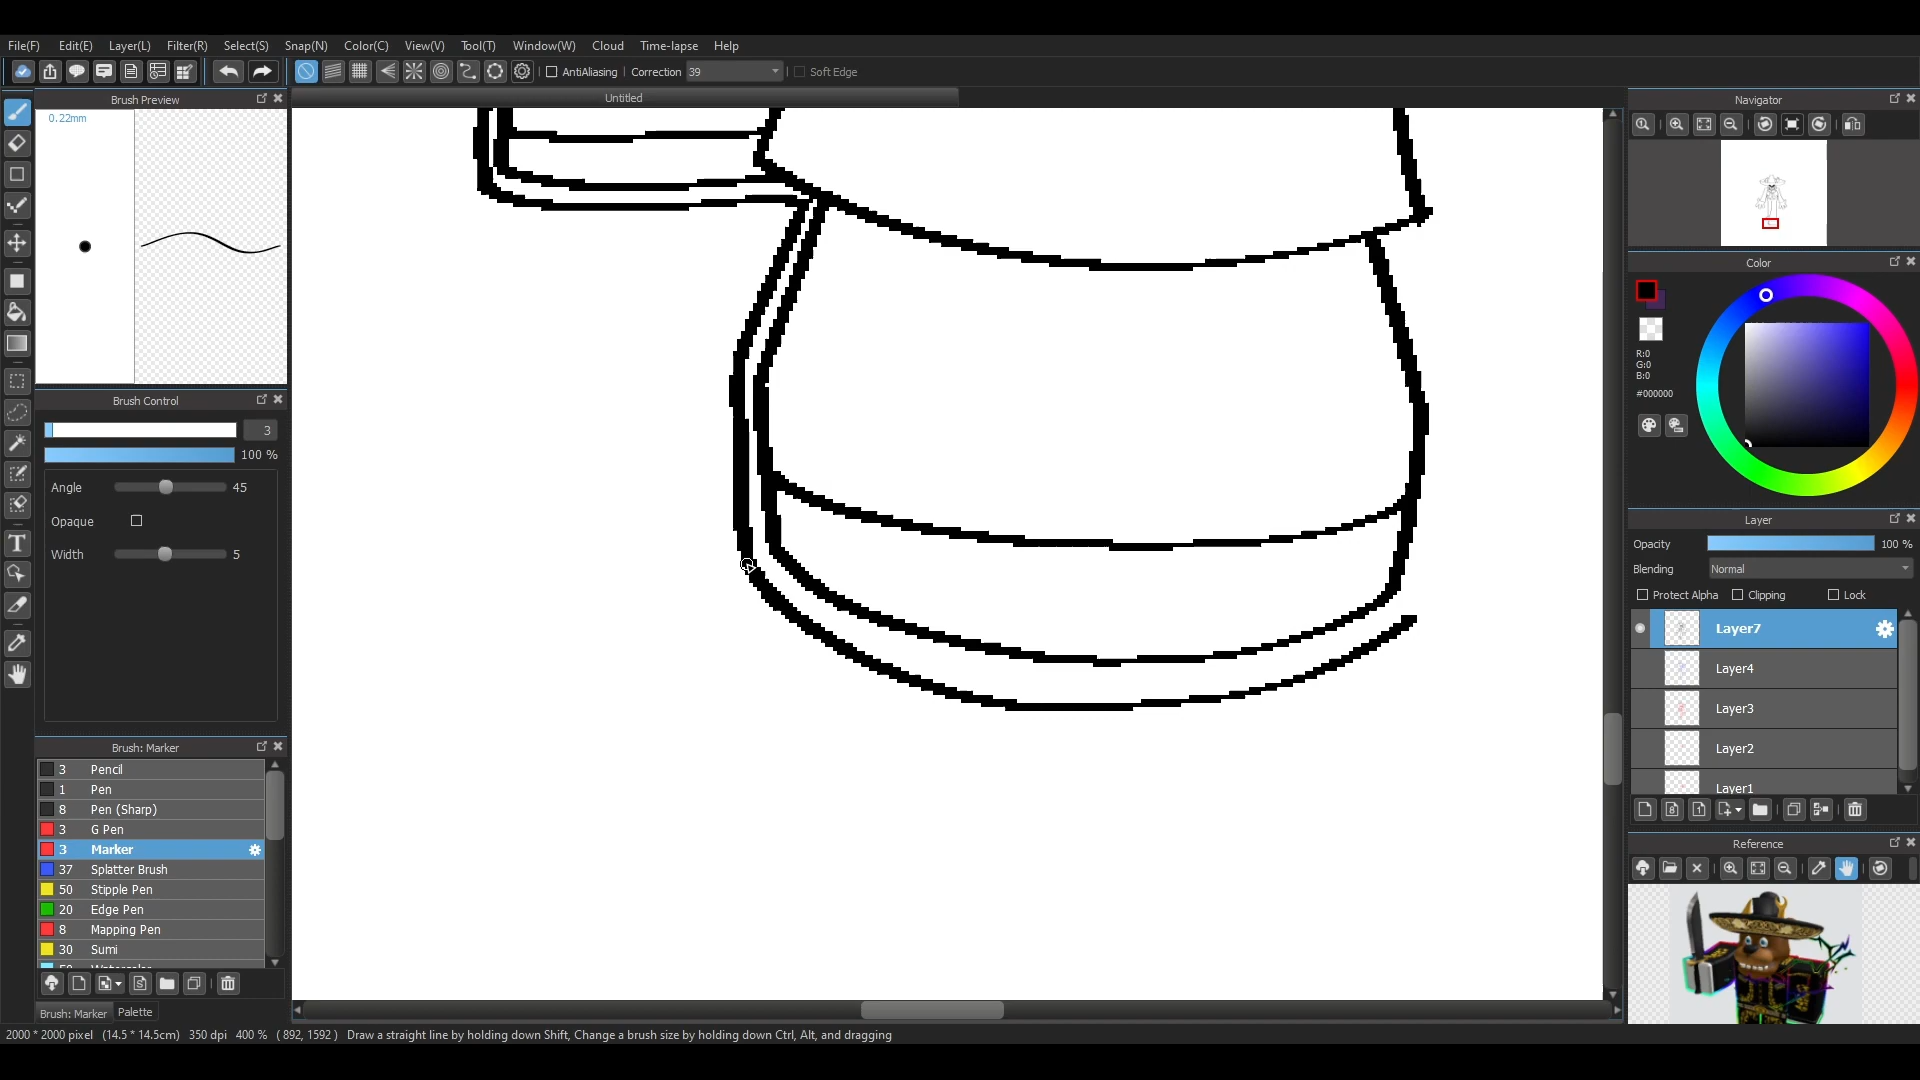 File(F) Edit(E) Layer(L) Filter(R) Select(S) Snap(N) Color(C) View(V) Tool(T) Window(W) Cloud Time-lapse Help
AntiAliasing Correction 39 Soft Edge
Brush Preview
Untitled
Navigator
0.22mm
Color
R:0
G:0
B:0
#000000
Brush Control
3
100 %
Angle 45
Opaque
Width 5
Layer
Opacity 100 %
Blending Normal
Protect Alpha Clipping Lock
Layer7
Layer4
Layer3
Layer2
Layer1
Brush: Marker
3 Pencil
1 Pen
8 Pen (Sharp)
3 G Pen
3 Marker
37 Splatter Brush
50 Stipple Pen
20 Edge Pen
8 Mapping Pen
30 Sumi
50 Watercolor
Reference
Brush: Marker Palette
2000 * 2000 pixel (14.5 * 14.5cm) 350 dpi 400 % ( 892, 1592 ) Draw a straight line by holding down Shift, Change a brush size by holding down Ctrl, Alt, and dragging